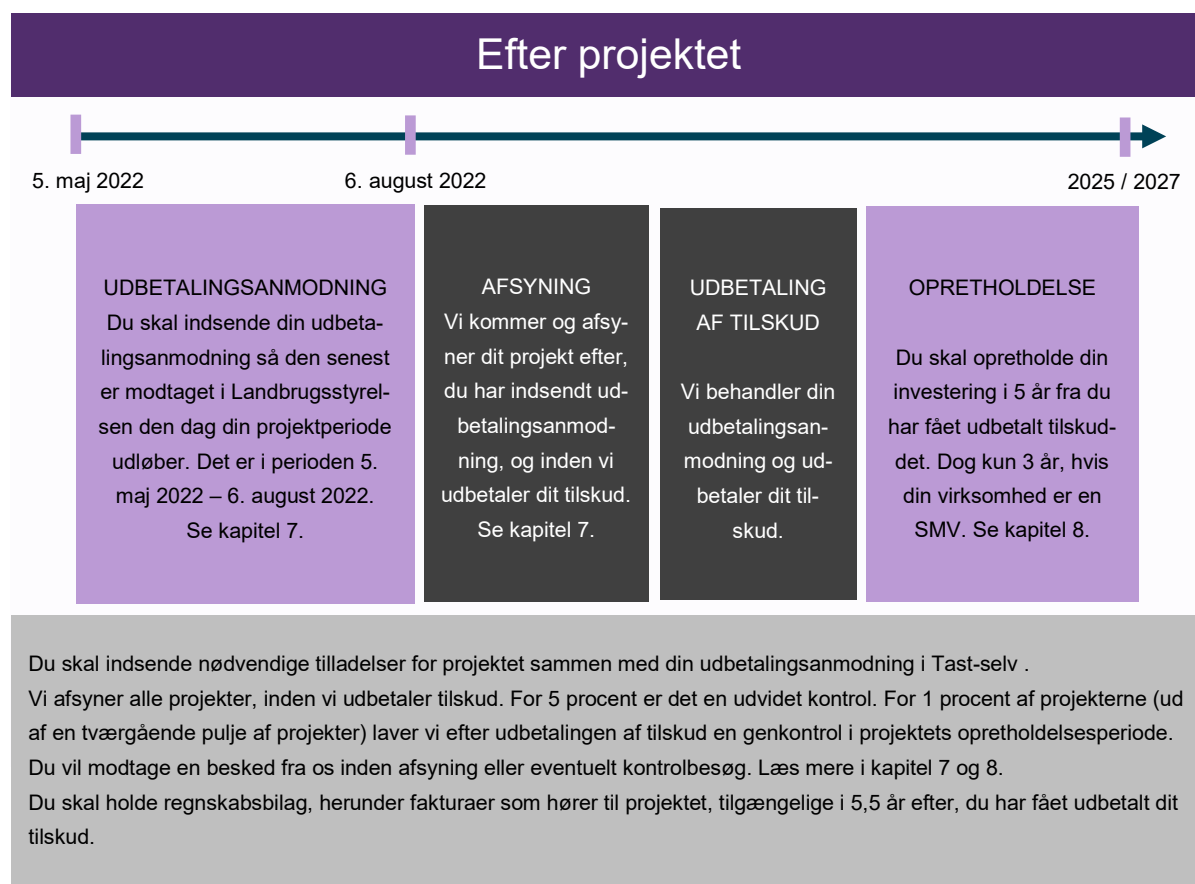 Efter projektet
5. maj 2022
6. august 2022
2025 / 2027
UDBETALINGSANMODNING
Du skal indsende din udbeta-
lingsanmodning så den senest
er modtaget i Landbrugsstyrel-
sen den dag din projektperiode
udløber. Det er i perioden 5.
maj 2022 – 6. august 2022.
Se kapitel 7.
AFSYNING
Vi kommer og afsy-
ner dit projekt efter,
du har indsendt ud-
betalingsanmod-
ning, og inden vi
udbetaler dit tilskud.
Se kapitel 7.
UDBETALING
AF TILSKUD
Vi behandler din
udbetalingsan-
modning og ud-
betaler dit til-
skud.
OPRETHOLDELSE
Du skal opretholde din
investering i 5 år fra du
har fået udbetalt tilskud-
det. Dog kun 3 år, hvis
din virksomhed er en
SMV. Se kapitel 8.
Du skal indsende nødvendige tilladelser for projektet sammen med din udbetalingsanmodning i Tast-selv .
Vi afsyner alle projekter, inden vi udbetaler tilskud. For 5 procent er det en udvidet kontrol. For 1 procent af projekterne (ud
af en tværgående pulje af projekter) laver vi efter udbetalingen af tilskud en genkontrol i projektets opretholdelsesperiode.
Du vil modtage en besked fra os inden afsyning eller eventuelt kontrolbesøg. Læs mere i kapitel 7 og 8.
Du skal holde regnskabsbilag, herunder fakturaer som hører til projektet, tilgængelige i 5,5 år efter, du har fået udbetalt dit
tilskud.